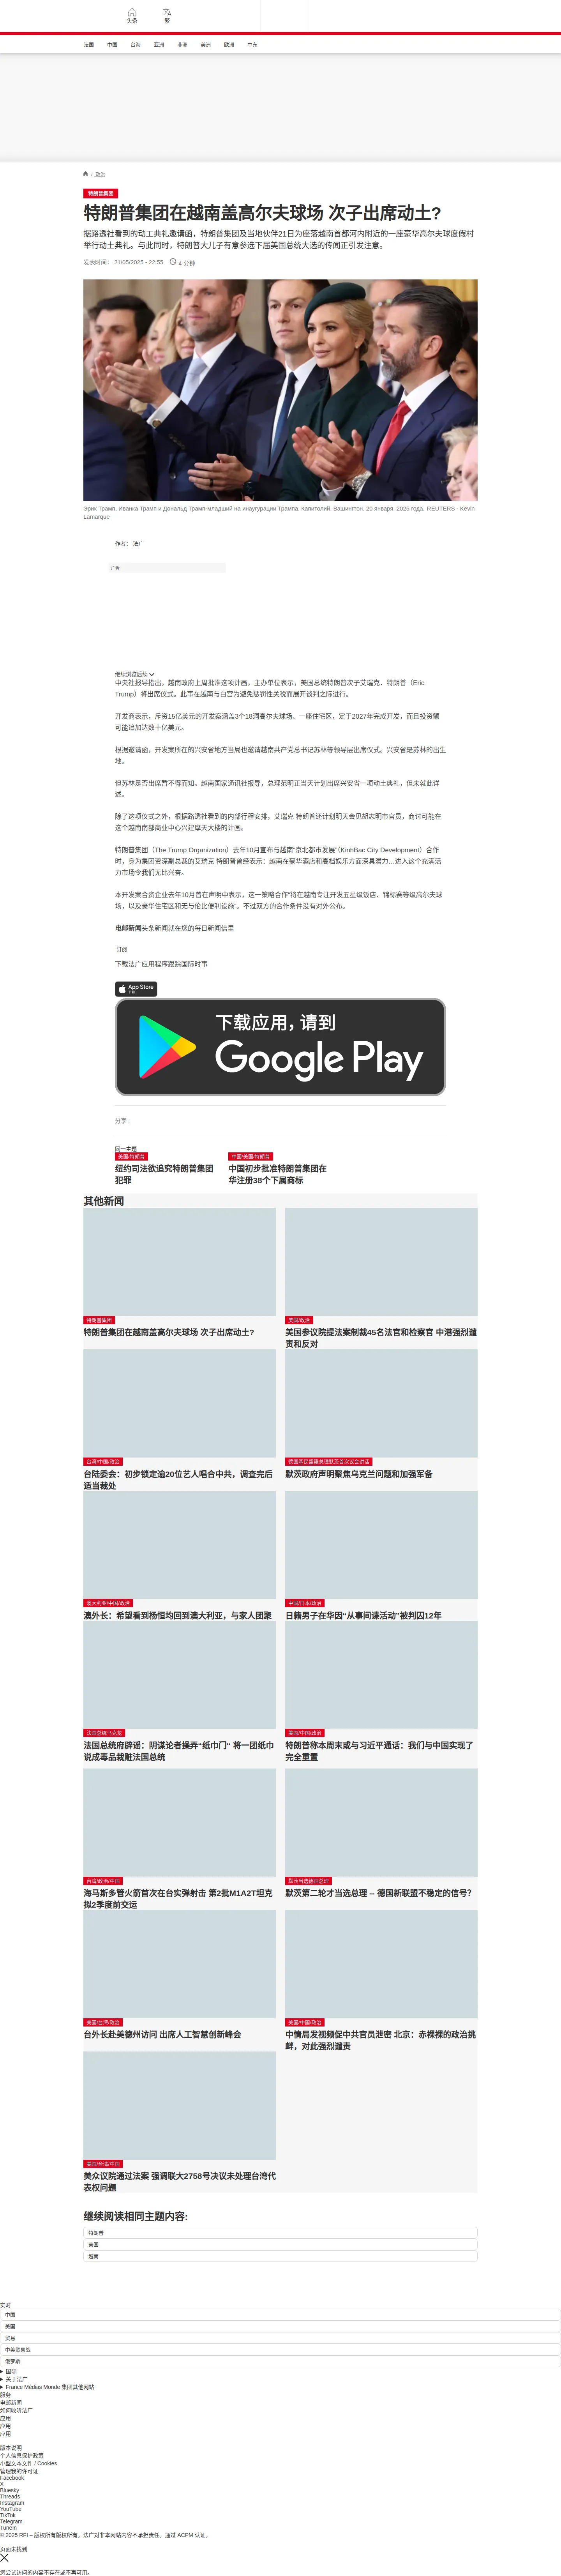 头条
繁
法国 中国 台海 亚洲 非洲 美洲 欧洲 中东
/ 政治
特朗普集团
特朗普集团在越南盖高尔夫球场 次子出席动土?
据路透社看到的动工典礼邀请函，特朗普集团及当地伙伴21日为座落越南首都河内附近的一座豪华高尔夫球度假村
举行动土典礼。与此同时，特朗普大儿子有意参选下届美国总统大选的传闻正引发注意。
发表时间： 21/05/2025 - 22:55 4 分钟
Эрик Трамп, Иванка Трамп и Дональд Трамп-младший на инаугурации Трампа. Капитолий, Вашингтон. 20 января, 2025 года. REUTERS - Kevin
Lamarque
作者： 法广
广告
继续浏览后续
中央社报导指出，越南政府上周批淮这项计画，主办单位表示，美国总统特朗普次子艾瑞克．特朗普（Eric
Trump）将出席仪式。此事在越南与白宫为避免惩罚性关税而展开谈判之际进行。
开发商表示，斥资15亿美元的开发案涵盖3个18洞高尔夫球场、一座住宅区，定于2027年完成开发，而且投资额
可能追加达数十亿美元。
根据邀请函，开发案所在的兴安省地方当局也邀请越南共产党总书记苏林等领导层出席仪式。兴安省是苏林的出生
地。
但苏林是否出席暂不得而知。越南国家通讯社报导，总理范明正当天计划出席兴安省一项动土典礼，但未就此详
述。
除了这项仪式之外，根据路透社看到的内部行程安排，艾瑞克 特朗普还计划明天会见胡志明市官员，商讨可能在
这个越南南部商业中心兴建摩天大楼的计画。
特朗普集团（The Trump Organization）去年10月宣布与越南“京北都市发展”（KinhBac City Development）合作
时，身为集团资深副总裁的艾瑞克 特朗普曾经表示：越南在豪华酒店和高档娱乐方面深具潜力…进入这个充满活
力市场令我们无比兴奋。
本开发案合资企业去年10月曾在声明中表示，这一策略合作“将在越南专注开发五星级饭店、锦标赛等级高尔夫球
场，以及豪华住宅区和无与伦比便利设施”。不过双方的合作条件没有对外公布。
电邮新闻头条新闻就在您的每日新闻信里
订阅
下载法广应用程序跟踪国际时事
App Store
下载
下载应用，请到
Google Play
分享 :
同一主题
美国/特朗普
纽约司法欲追究特朗普集团
犯罪
中国/美国/特朗普
中国初步批准特朗普集团在
华注册38个下属商标
其他新闻
特朗普集团
特朗普集团在越南盖高尔夫球场 次子出席动土?
美国/政治
美国参议院提法案制裁45名法官和检察官 中港强烈谴
责和反对
台湾/中国/政治
台陆委会：初步锁定逾20位艺人唱合中共，调查完后
适当裁处
德国基民盟籍总理默茨首次议会讲话
默茨政府声明聚焦乌克兰问题和加强军备
澳大利亚/中国/政治
澳外长：希望看到杨恒均回到澳大利亚，与家人团聚
中国/日本/政治
日籍男子在华因“从事间谍活动”被判囚12年
法国总统马克龙
法国总统府辟谣：阴谋论者操弄“纸巾门” 将一团纸巾
说成毒品栽赃法国总统
美国/中国/政治
特朗普称本周末或与习近平通话：我们与中国实现了
完全重置
台湾/政治/中国
海马斯多管火箭首次在台实弹射击 第2批M1A2T坦克
拟2季度前交运
默茨当选德国总理
默茨第二轮才当选总理 -- 德国新联盟不稳定的信号?
美国/台湾/政治
台外长赴美德州访问 出席人工智慧创新峰会
美国/中国/政治
中情局发视频促中共官员泄密 北京：赤裸裸的政治挑
衅，对此强烈谴责
美国/台湾/中国
美众议院通过法案 强调联大2758号决议未处理台湾代
表权问题
继续阅读相同主题内容:
特朗普
美国
越南
实时
中国
美国
贸易
中美贸易战
俄罗斯
国际
关于法广
France Médias Monde 集团其他网站
服务
电邮新闻
如何收听法广
应用
应用
应用
版本说明
个人信息保护政策
小型文本文件 / Cookies
管理我的许可证
Facebook
X
Bluesky
Threads
Instagram
YouTube
TikTok
Telegram
TuneIn
© 2025 RFI – 版权所有版权所有。法广对非本网站内容不承担责任。通过 ACPM 认证。
页面未找到
您尝试访问的内容不存在或不再可用。